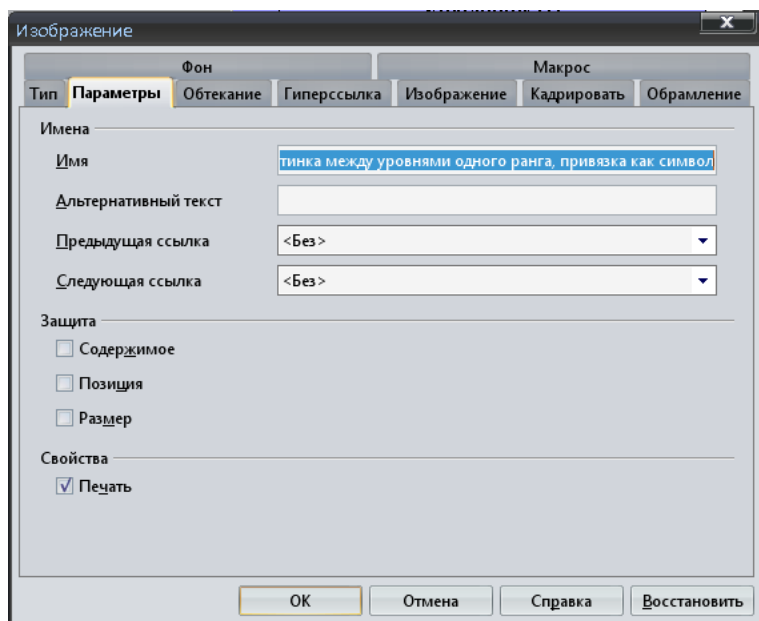 Изображение
Фон Макрос
Тип Параметры Обтекание Гиперссылка Изображение Кадрировать Обрамление
Имена
Имя тинка между уровнями одного ранга, привязка как символ
Альтернативный текст
Предыдущая ссылка <Без>
Следующая ссылка <Без>
Защита
Содержимое
Позиция
Размер
Свойства
Печать
OK Отмена Справка Восстановить